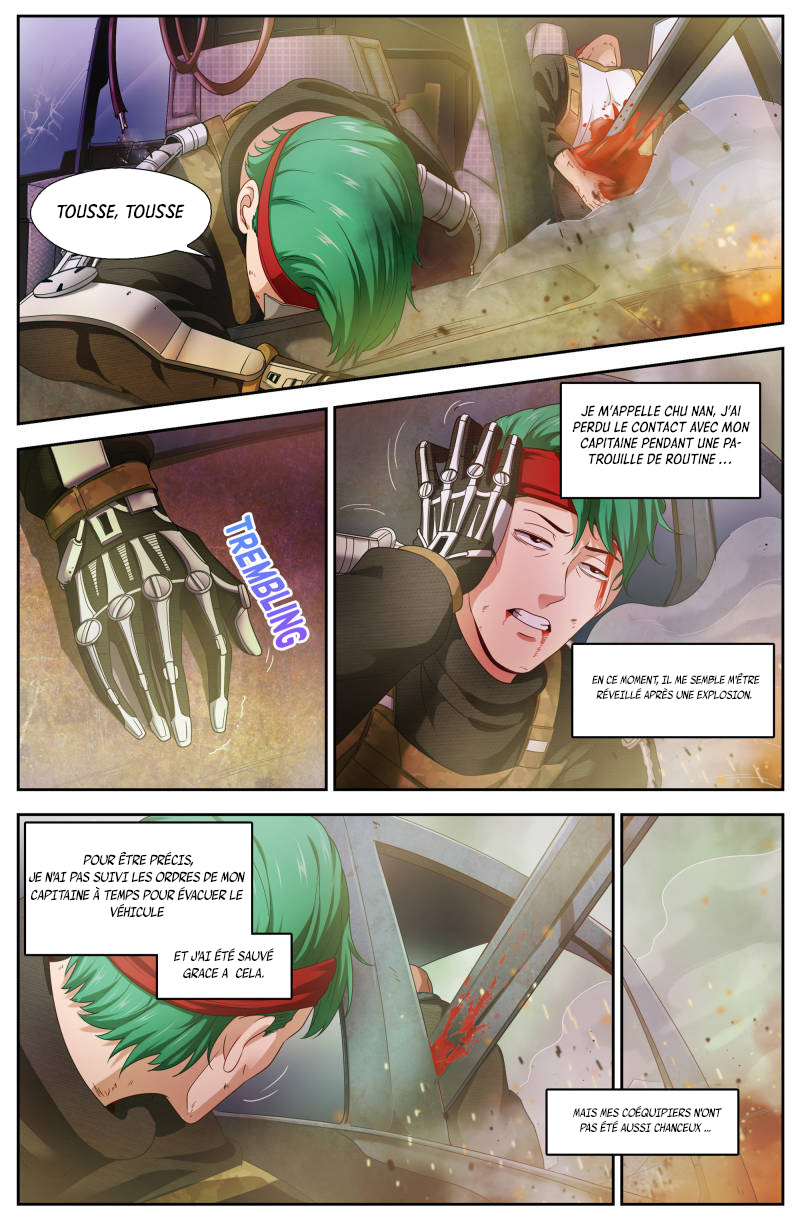 TOUSSE, TOUSSE
JE M'APPELLE CHU NAN, J'AI
PERDU LE CONTACT AVEC MON
CAPITAINE PENDANT UNE PA-
TROUILLE DE ROUTINE ...
TREMBLING
EN CE MOMENT, IL ME SEMBLE M'ÊTRE
RÉVEILLÉ APRÈS UNE EXPLOSION.
POUR ÊTRE PRÉCIS,
JE N'AI PAS SUIVI LES ORDRES DE MON
CAPITAINE À TEMPS POUR ÉVACUER LE
VÉHICULE
ET J'AI ÉTÉ SAUVÉ
GRACE A CELA.
MAIS MES COÉQUIPIERS N'ONT
PAS ÉTÉ AUSSI CHANCEUX ...